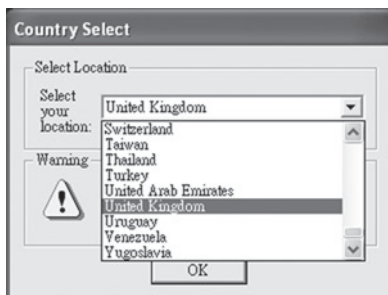 Country Select
Select Location
Select
your
location:
United Kingdom
Switzerland
Taiwan
Thailand
Turkey
United Arab Emirates
United Kingdom
Uruguay
Venezuela
Yugoslavia
Warning
OK